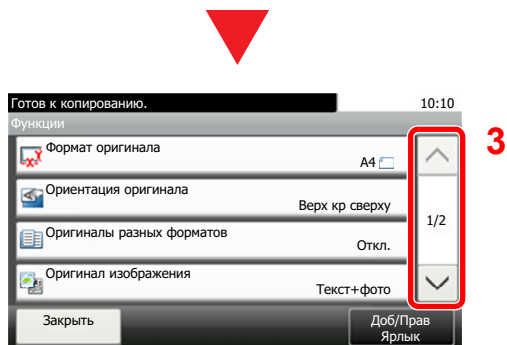 Готов к копированию. 10:10
Функции
Формат оригинала
A4
Ориентация оригинала
Верх кр сверху
Оригиналы разных форматов
Откл.
Оригинал изображения
Текст+фото
1/2
3
Закрыть
Доб/Прав
Ярлык